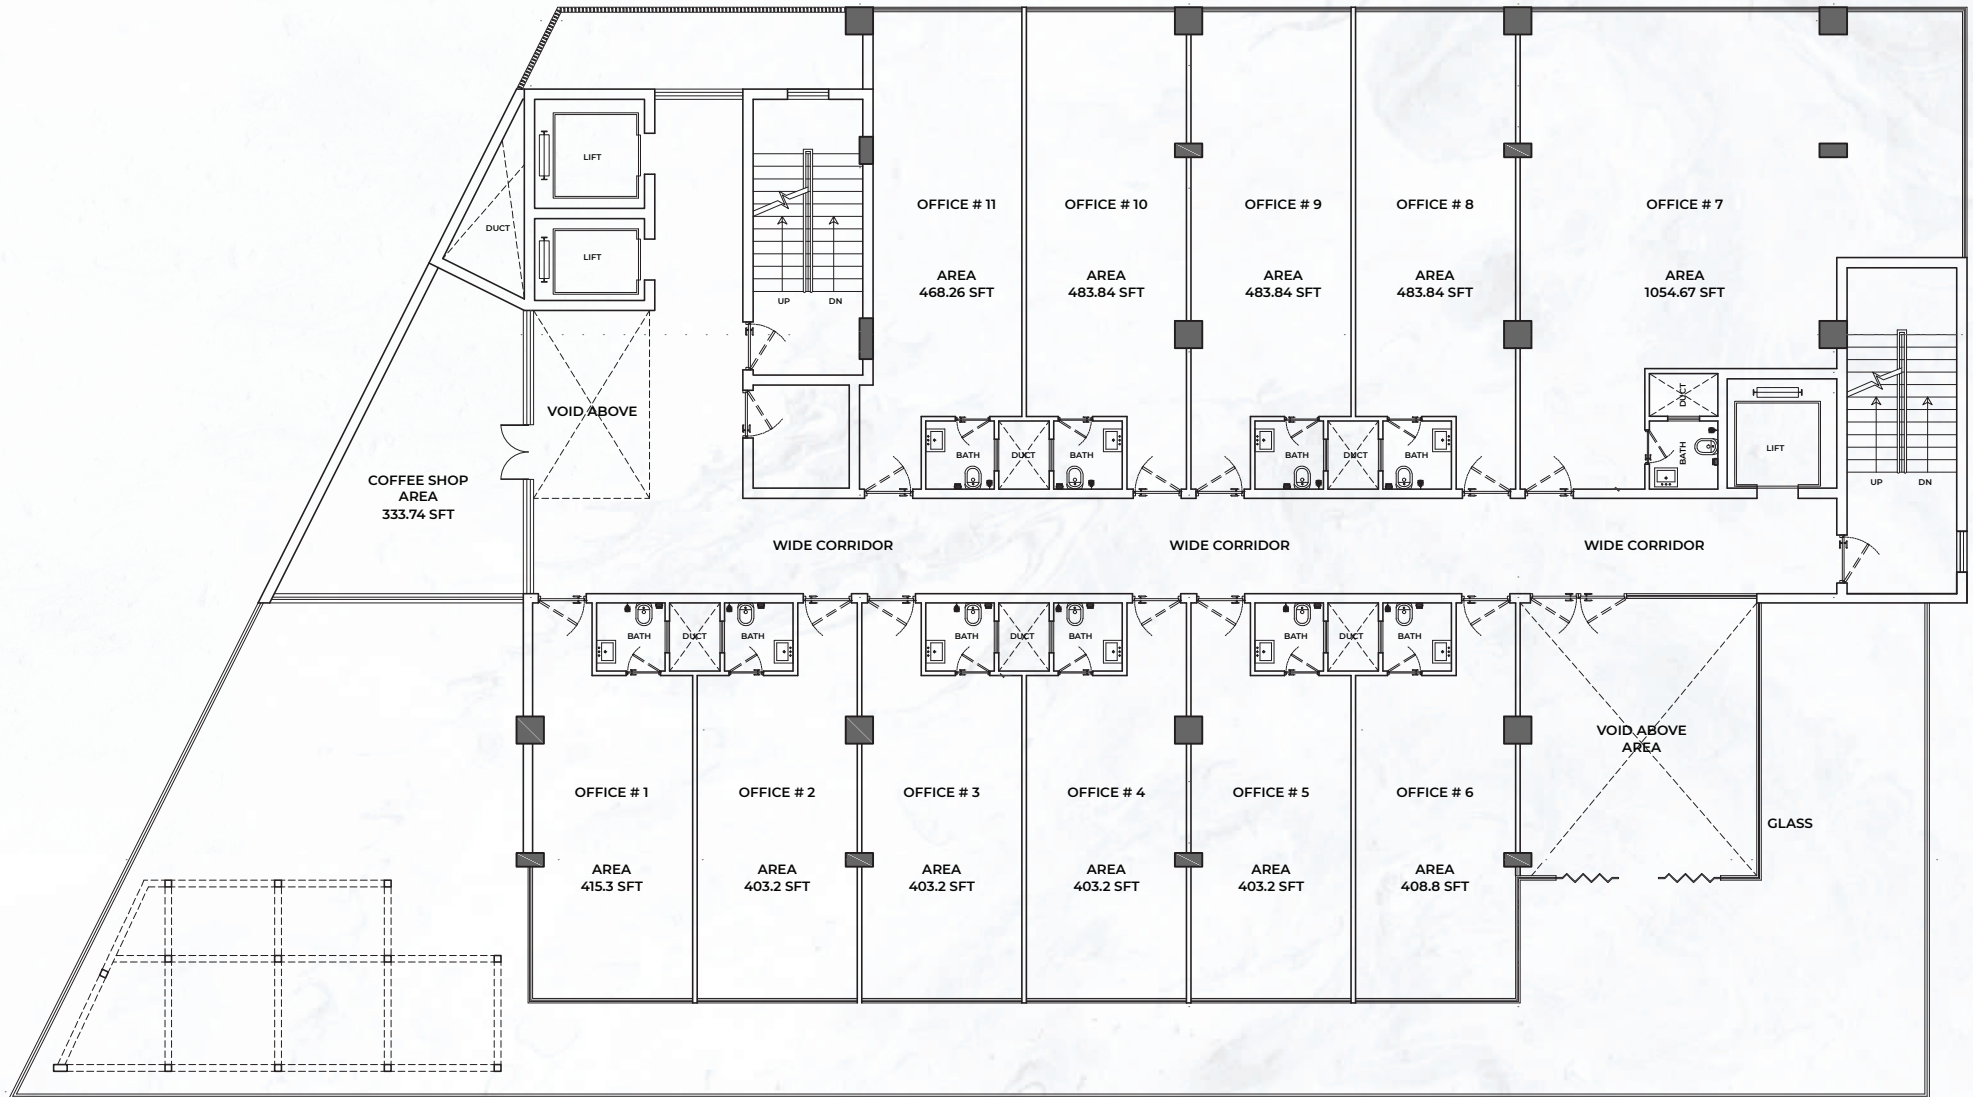 LIFT
DUCT
LIFT
UP
DN
OFFICE # 11
AREA
468.26 SFT
OFFICE # 10
AREA
483.84 SFT
OFFICE # 9
AREA
483.84 SFT
OFFICE # 8
AREA
483.84 SFT
OFFICE # 7
AREA
1054.67 SFT
VOID ABOVE
COFFEE SHOP
AREA
333.74 SFT
BATH
DUCT
BATH
BATH
DUCT
BATH
DUCT
BATH
LIFT
UP
DN
WIDE CORRIDOR
WIDE CORRIDOR
WIDE CORRIDOR
BATH
DUCT
BATH
BATH
DUCT
BATH
BATH
DUCT
BATH
OFFICE # 1
AREA
415.3 SFT
OFFICE # 2
AREA
403.2 SFT
OFFICE # 3
AREA
403.2 SFT
OFFICE # 4
AREA
403.2 SFT
OFFICE # 5
AREA
403.2 SFT
OFFICE # 6
AREA
408.8 SFT
VOID ABOVE
AREA
GLASS